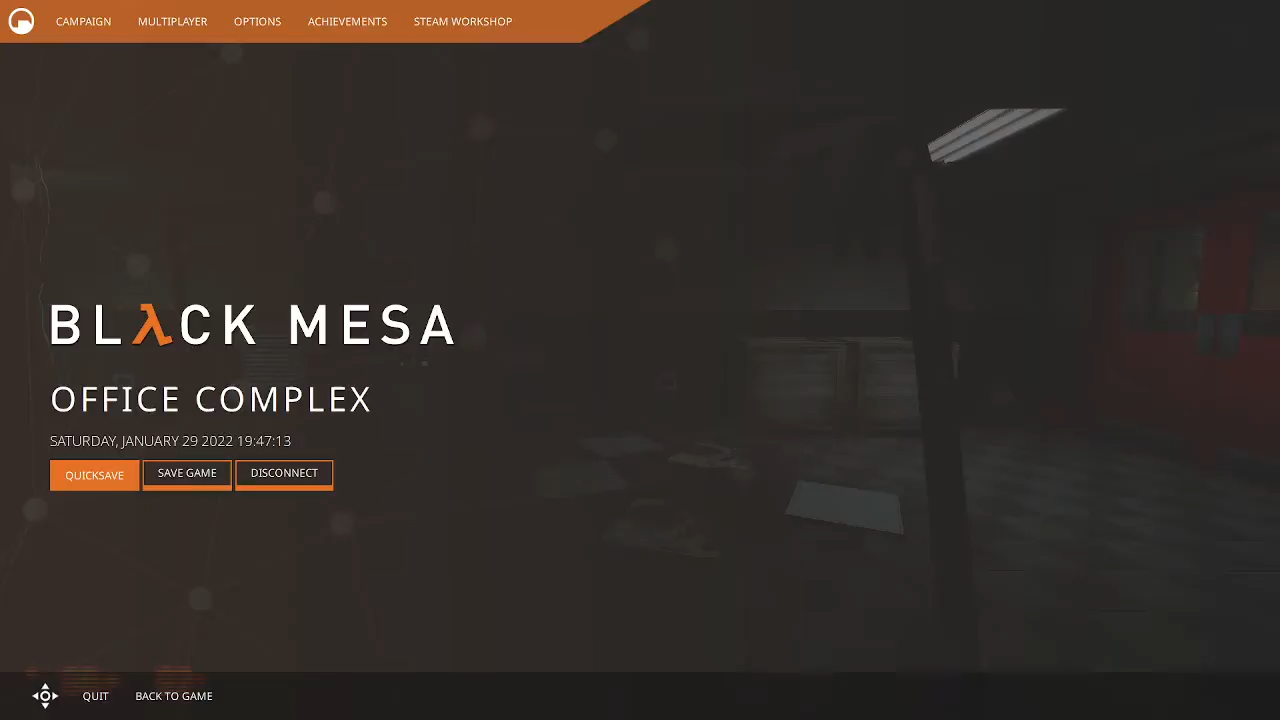 CAMPAIGN MULTIPLAYER OPTIONS ACHIEVEMENTS STEAM WORKSHOP
BLλCK MESA
OFFICE COMPLEX
SATURDAY, JANUARY 29 2022 19:47:13
QUICKSAVE SAVE GAME DISCONNECT
QUIT BACK TO GAME